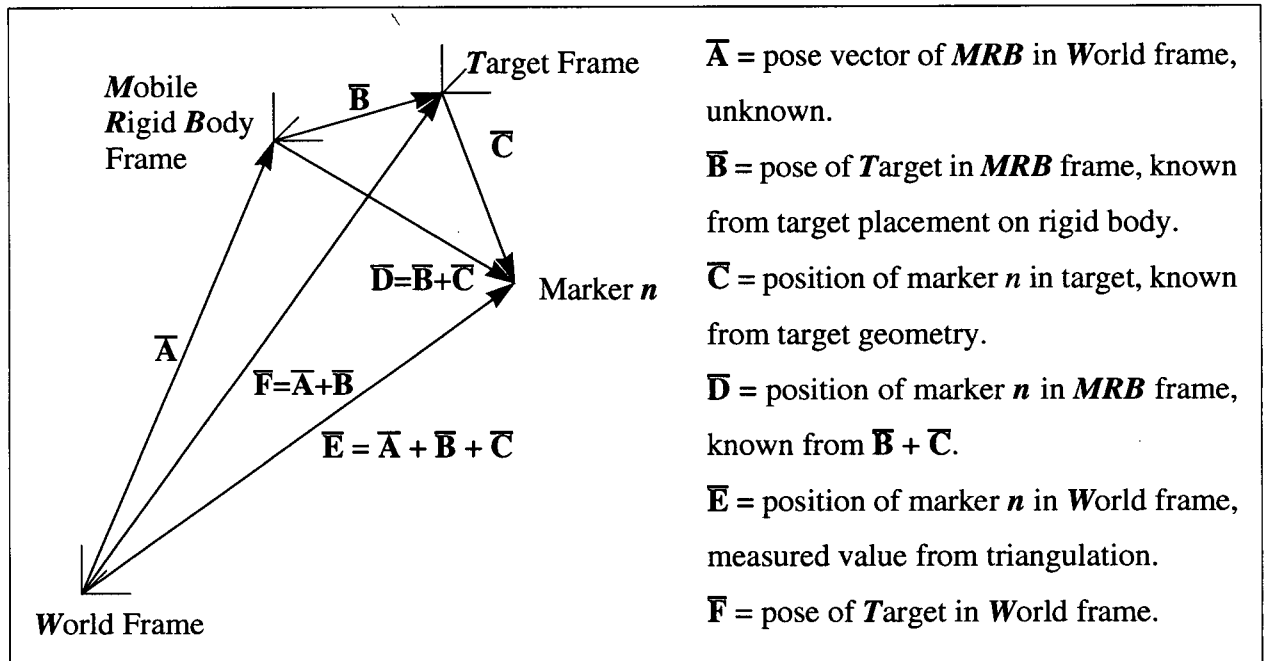 Mobile
Rigid Body
Frame
Target Frame
B̅
C̅
D̅=B̅+C̅
Marker n
A̅
F̅=A̅+B̅
E̅ = A̅ + B̅ + C̅
World Frame
A̅ = pose vector of MRB in World frame,
unknown.
B̅ = pose of Target in MRB frame, known
from target placement on rigid body.
C̅ = position of marker n in target, known
from target geometry.
D̅ = position of marker n in MRB frame,
known from B̅ + C̅.
E̅ = position of marker n in World frame,
measured value from triangulation.
F̅ = pose of Target in World frame.